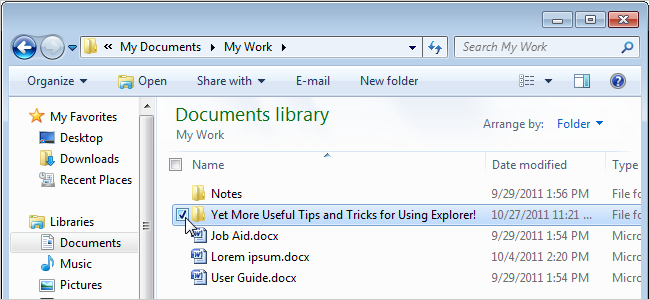 « My Documents My Work
Search My Work
Organize Open Share with E-mail New folder
My Favorites
Desktop
Downloads
Recent Places
Libraries
Documents
Music
Pictures
Documents library
My Work
Arrange by: Folder
Name Date modified Type
Notes 9/29/2011 1:56 PM File fo
Yet More Useful Tips and Tricks for Using Explorer! 10/27/2011 11:21 ... File fo
Job Aid.docx 9/29/2011 1:54 PM Micro
Lorem ipsum.docx 10/4/2011 2:20 PM Micro
User Guide.docx 9/29/2011 1:54 PM Micro